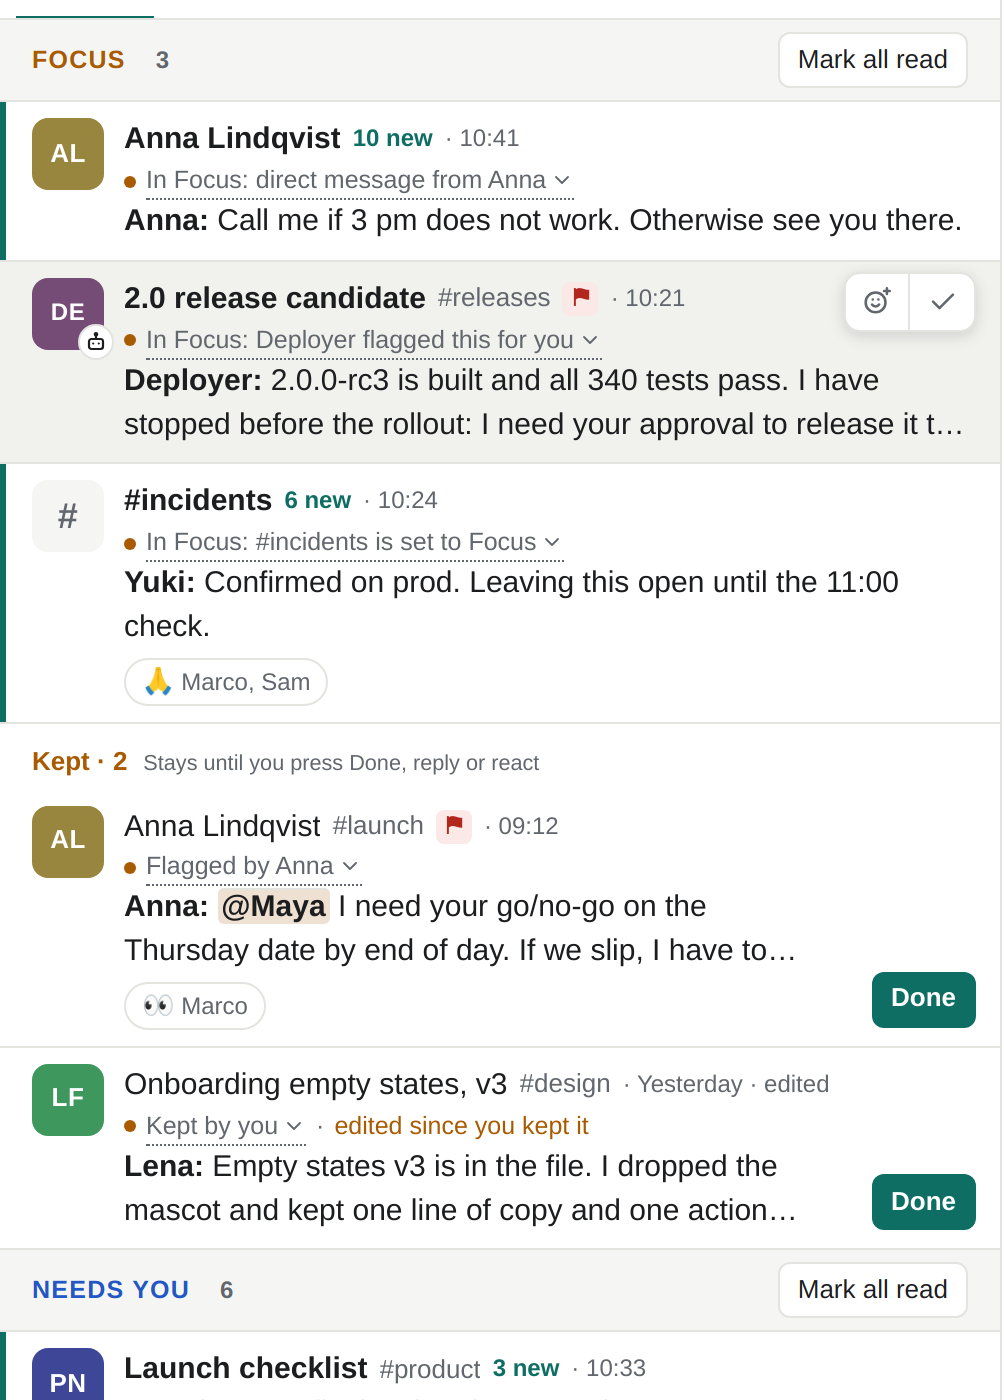 FOCUS 3 Mark all read
AL Anna Lindqvist 10 new · 10:41
In Focus: direct message from Anna
Anna: Call me if 3 pm does not work. Otherwise see you there.
DE 2.0 release candidate #releases · 10:21
In Focus: Deployer flagged this for you
Deployer: 2.0.0-rc3 is built and all 340 tests pass. I have
stopped before the rollout: I need your approval to release it t…
# #incidents 6 new · 10:24
In Focus: #incidents is set to Focus
Yuki: Confirmed on prod. Leaving this open until the 11:00
check.
🙏 Marco, Sam
Kept · 2 Stays until you press Done, reply or react
AL Anna Lindqvist #launch · 09:12
Flagged by Anna
Anna: @Maya I need your go/no-go on the
Thursday date by end of day. If we slip, I have to…
👀 Marco
Done
LF Onboarding empty states, v3 #design · Yesterday · edited
Kept by you · edited since you kept it
Lena: Empty states v3 is in the file. I dropped the
mascot and kept one line of copy and one action…
Done
NEEDS YOU 6 Mark all read
PN Launch checklist #product 3 new · 10:33